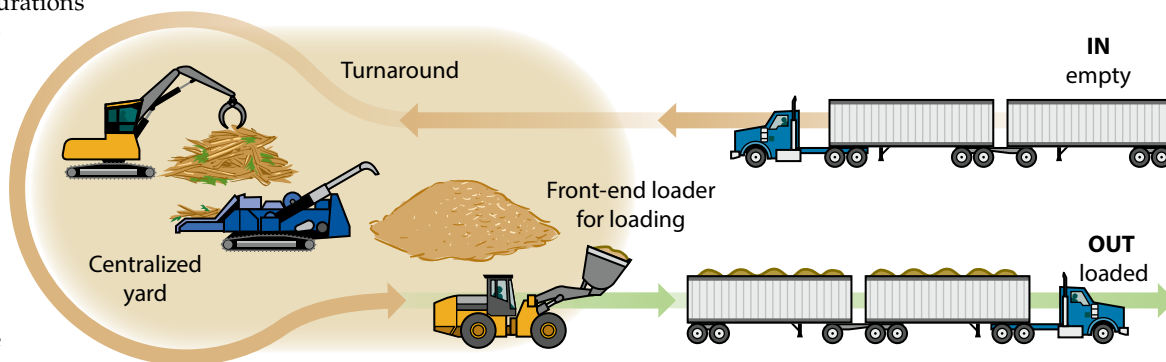 urations
IN
empty
Turnaround
Front-end loader
for loading
Centralized
yard
OUT
loaded